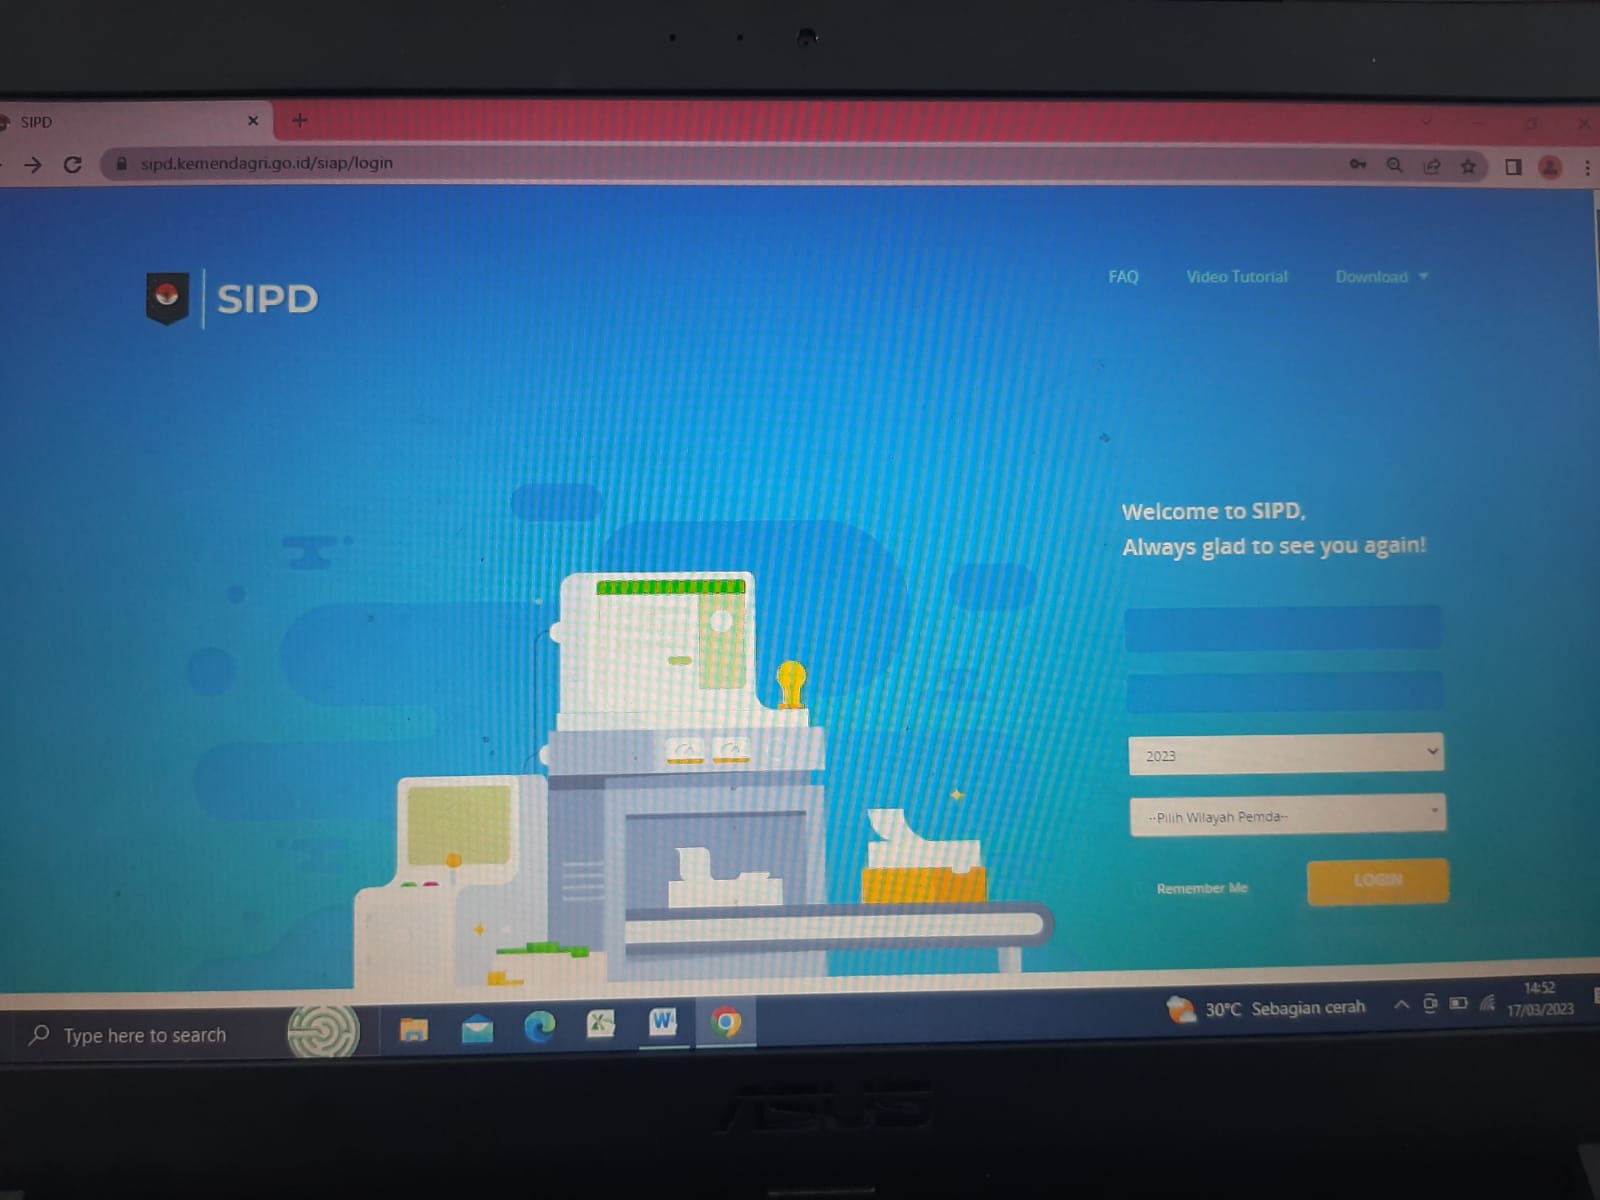 SIPD
sipd.kemendagri.go.id/siap/login
SIPD
FAQ Video Tutorial Download
Welcome to SIPD,
Always glad to see you again!
2023
--Pilih Wilayah Pemda--
Remember Me LOGIN
Type here to search
30°C Sebagian cerah
14:52
17/03/2023
ASUS